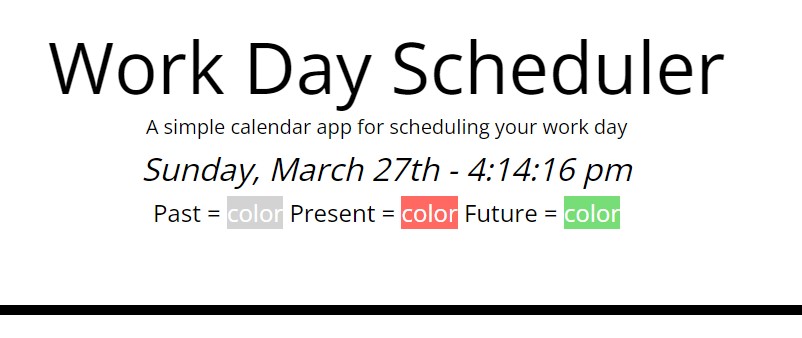 Work Day Scheduler
A simple calendar app for scheduling your work day
Sunday, March 27th - 4:14:16 pm
Past = color Present = color Future = color